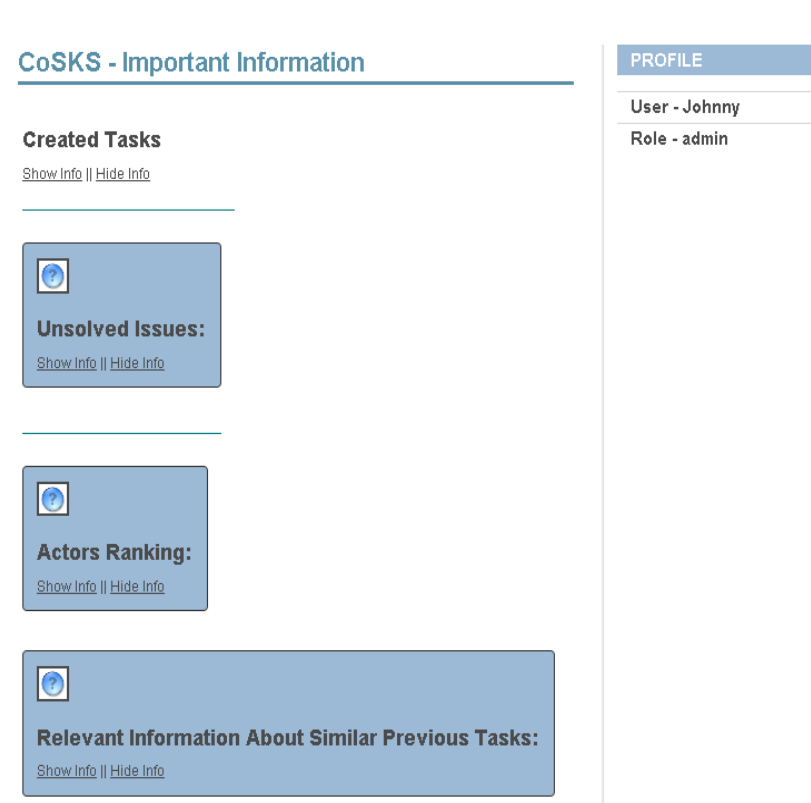 CoSKS - Important Information
Created Tasks
Show Info || Hide Info
?
Unsolved Issues:
Show Info || Hide Info
?
Actors Ranking:
Show Info || Hide Info
?
Relevant Information About Similar Previous Tasks:
Show Info || Hide Info
PROFILE
User - Johnny
Role - admin